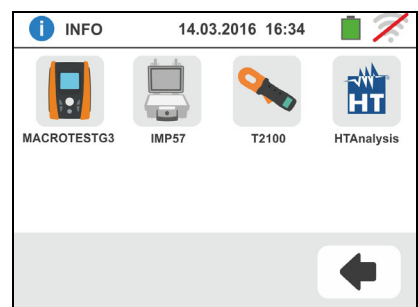 INFO 14.03.2016 16:34
HT
MACROTESTG3 IMP57 T2100 HTAnalysis